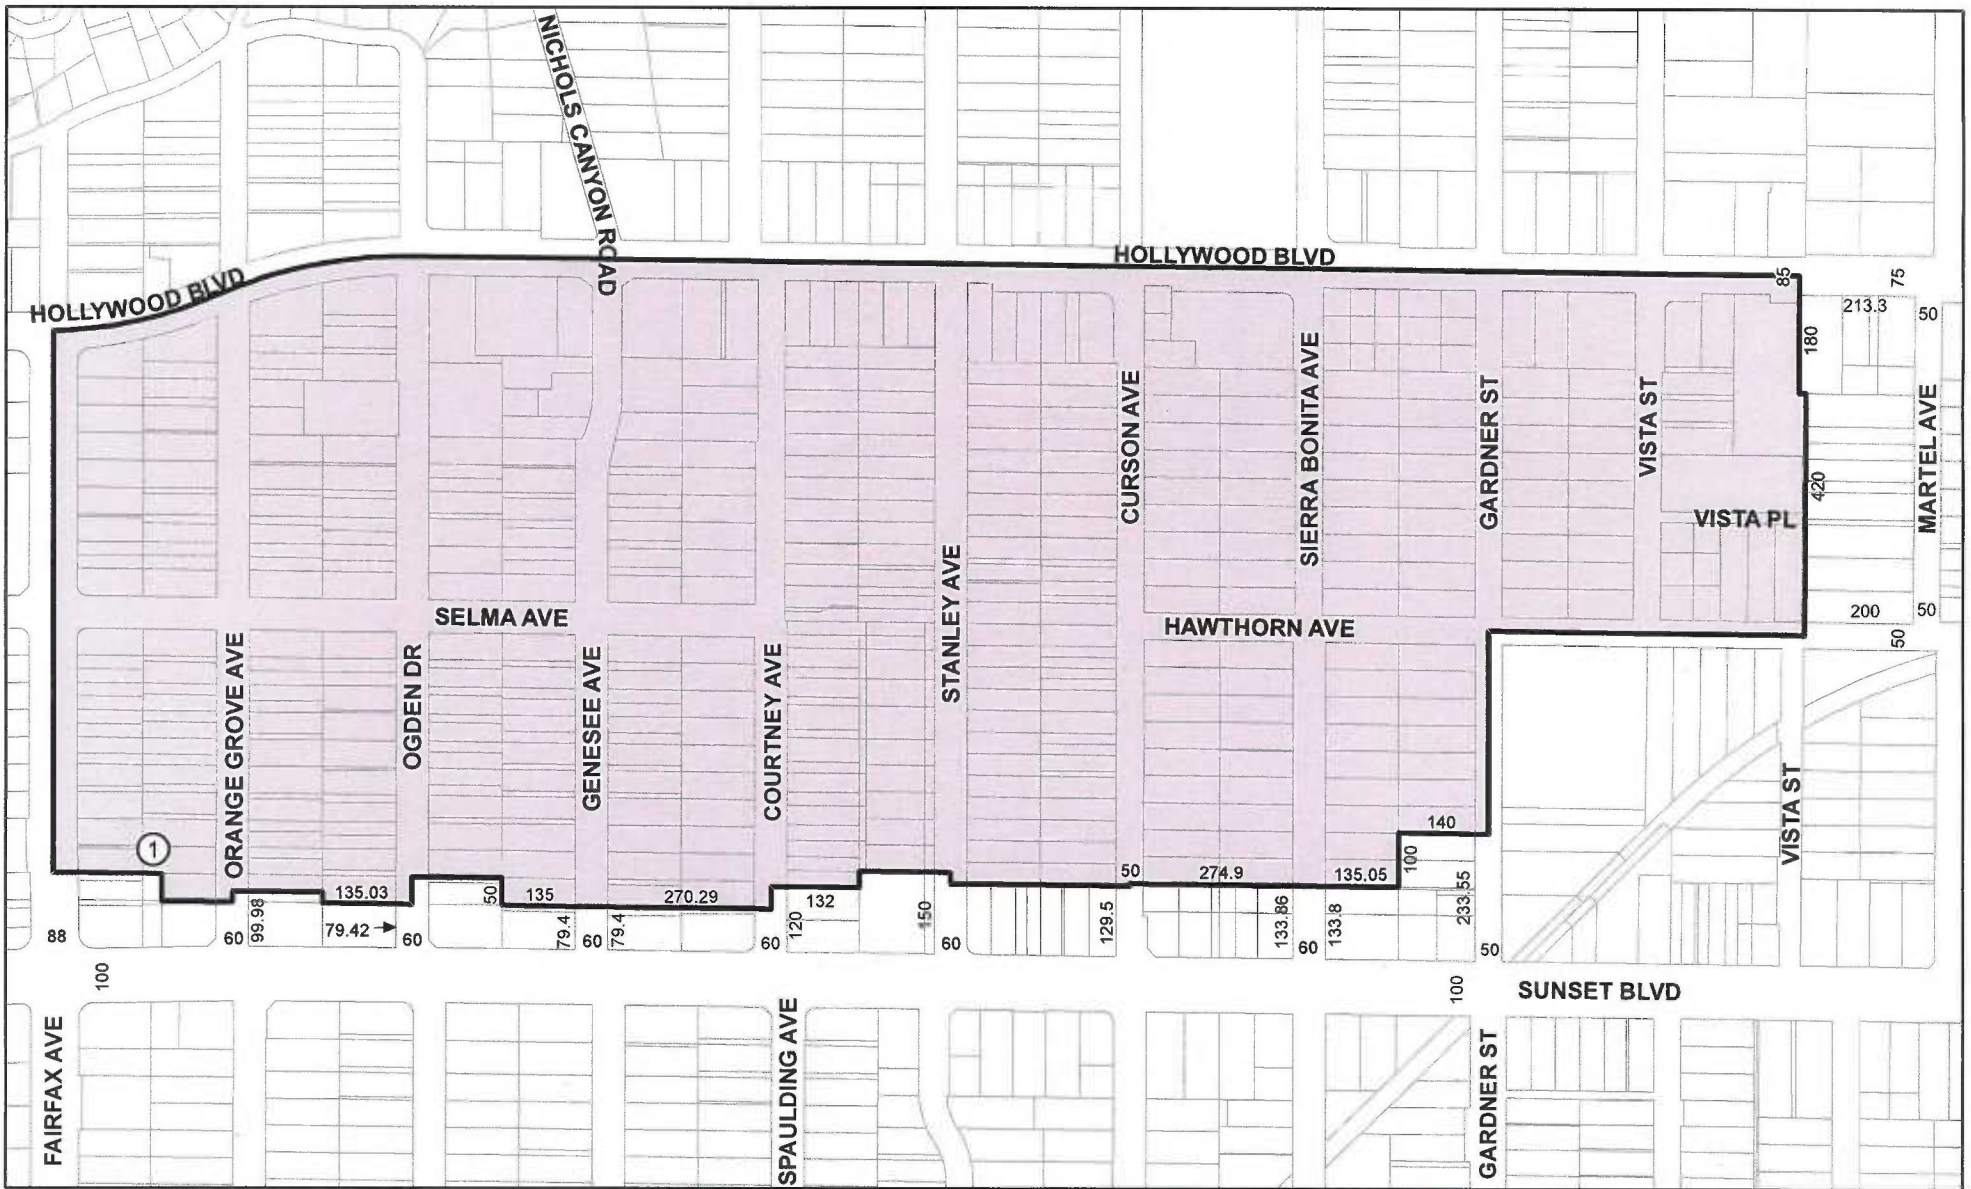 NICHOLS CANYON ROAD
HOLLYWOOD BLVD
HOLLYWOOD BLVD
85
75
213.3
50
180
MARTEL AVE
420
VISTA PL
VISTA ST
GARDNER ST
SIERRA BONITA AVE
CURSON AVE
STANLEY AVE
SELMA AVE
HAWTHORN AVE
200
50
50
ORANGE GROVE AVE
OGDEN DR
GENESEE AVE
COURTNEY AVE
VISTA ST
1
140
100
135.03
50
135
270.29
132
50
274.9
135.05
233.55
88
60
99.98
79.42
60
79.4
60
79.4
60
120
150
60
129.5
133.86
60
133.8
50
100
100
SUNSET BLVD
FAIRFAX AVE
SPAULDING AVE
GARDNER ST